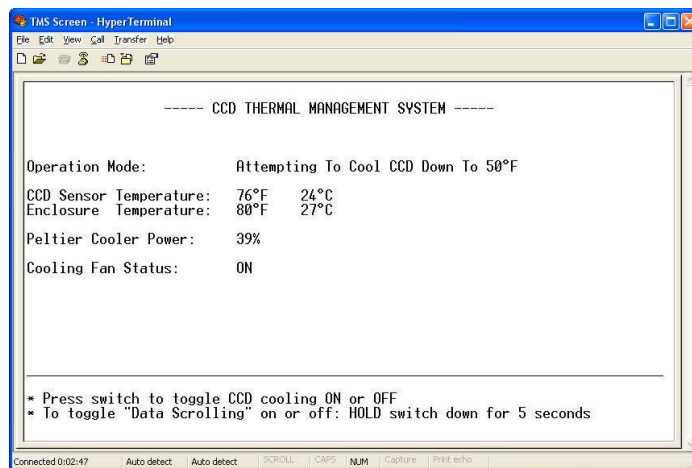 TMS Screen - HyperTerminal
File Edit View Call Transfer Help
----- CCD THERMAL MANAGEMENT SYSTEM -----
Operation Mode: Attempting To Cool CCD Down To 50°F
CCD Sensor Temperature: 76°F 24°C
Enclosure Temperature: 80°F 27°C
Peltier Cooler Power: 39%
Cooling Fan Status: ON
* Press switch to toggle CCD cooling ON or OFF
* To toggle "Data Scrolling" on or off: HOLD switch down for 5 seconds
Connected 0:02:47 Auto detect Auto detect SCROLL CAPS NUM Capture Print echo